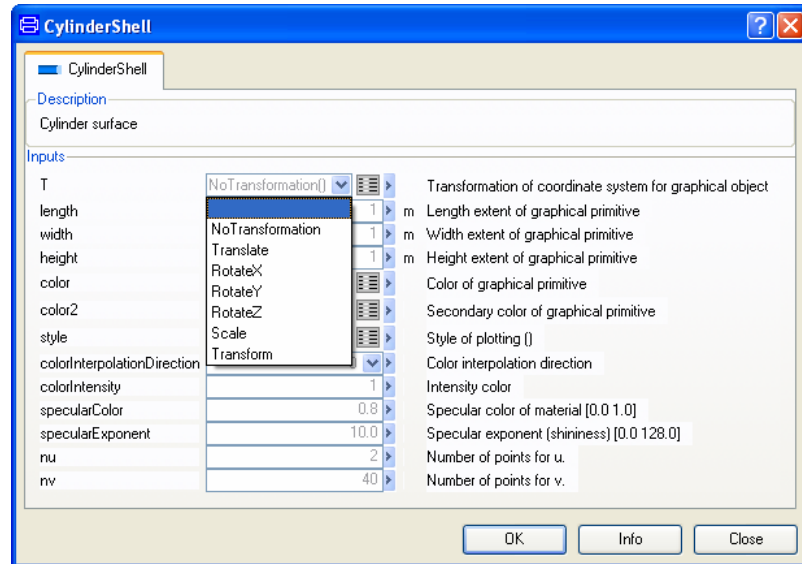 CylinderShell
CylinderShell
Description
Cylinder surface
Inputs
T NoTransformation() Transformation of coordinate system for graphical object
length 1 m Length extent of graphical primitive
width 1 m Width extent of graphical primitive
height 1 m Height extent of graphical primitive
color Color of graphical primitive
color2 Secondary color of graphical primitive
style Style of plotting ()
colorInterpolationDirection 0 Color interpolation direction
colorIntensity 1 Intensity color
specularColor 0.8 Specular color of material [0.0 1.0]
specularExponent 10.0 Specular exponent (shininess) [0.0 128.0]
nu 2 Number of points for u.
nv 40 Number of points for v.
NoTransformation
Translate
RotateX
RotateY
RotateZ
Scale
Transform
OK Info Close